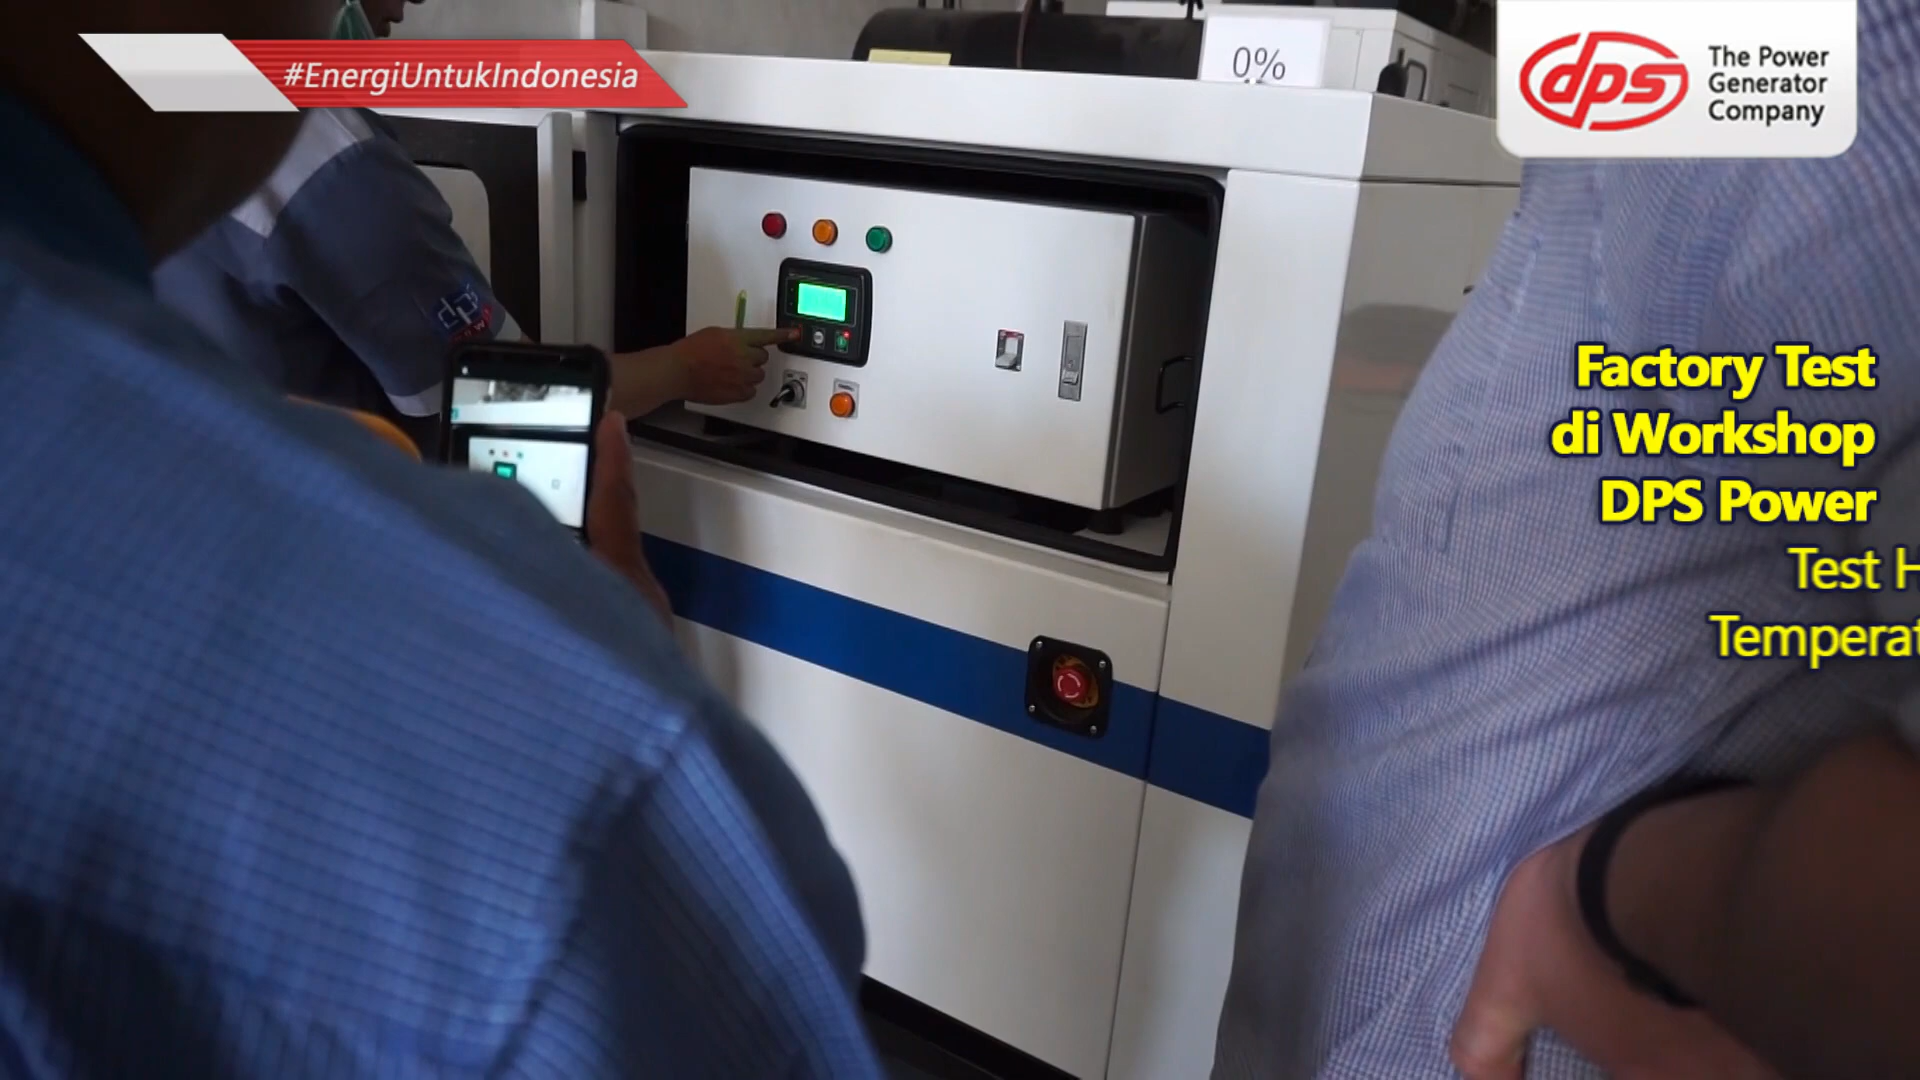 #EnergiUntukIndonesia
0%
dps
The Power
Generator
Company
Factory Test
di Workshop
DPS Power
Test H
Temperat